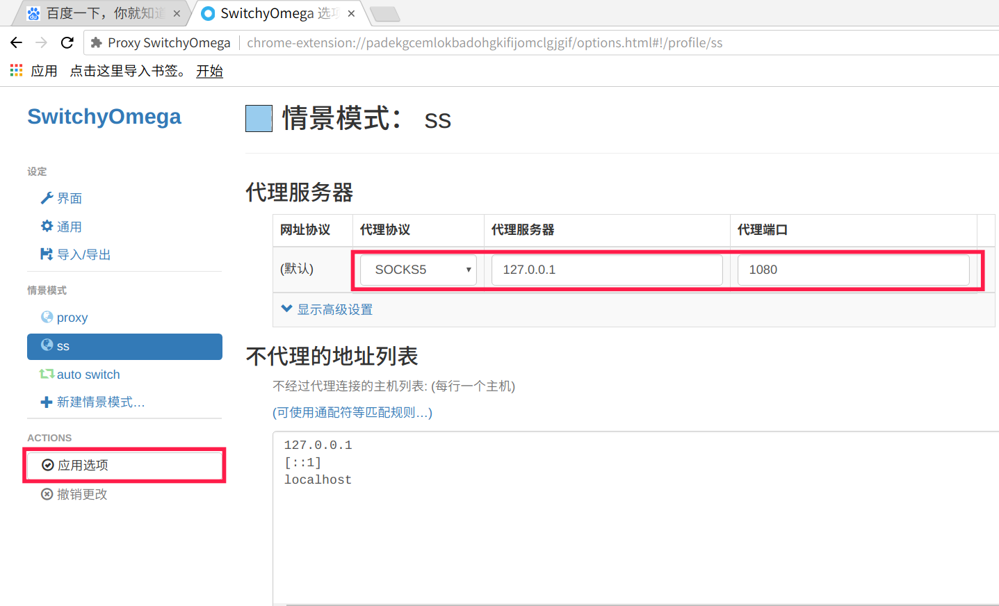 百度一下，你就知道
SwitchyOmega 选项
Proxy SwitchyOmega
chrome-extension://padekgcemlokbadohgkifijomclgjgif/options.html#!/profile/ss
应用 点击这里导入书签。 开始
SwitchyOmega
设定
界面
通用
导入/导出
情景模式
proxy
ss
auto switch
新建情景模式...
ACTIONS
应用选项
撤销更改
情景模式： ss
代理服务器
网址协议 代理协议 代理服务器 代理端口
(默认) SOCKS5 127.0.0.1 1080
显示高级设置
不代理的地址列表
不经过代理连接的主机列表: (每行一个主机)
(可使用通配符等匹配规则...)
127.0.0.1
[::1]
localhost